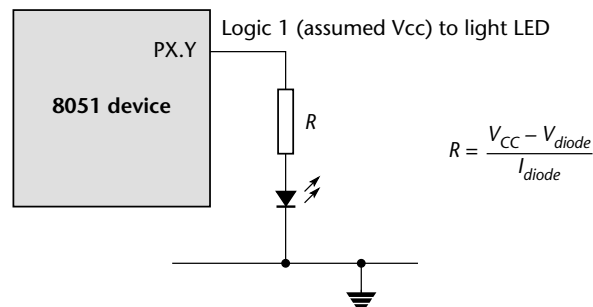 Logic 1 (assumed Vcc) to light LED
PX.Y
8051 device
R
R = V_CC – V_diode / I_diode